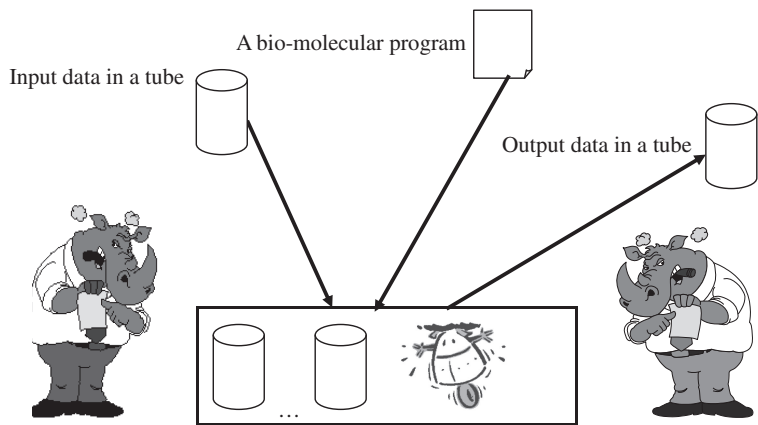 A bio-molecular program
Input data in a tube
Output data in a tube
...